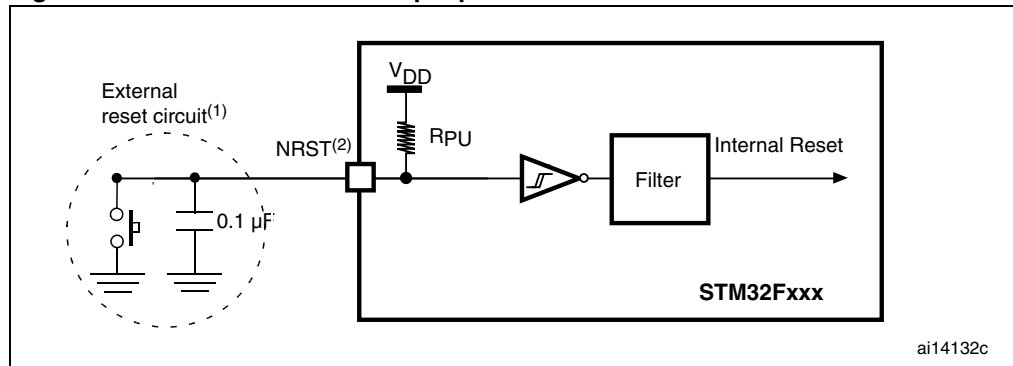 External
reset circuit(1)
VDD
RPU
NRST(2)
Internal Reset
Filter
0.1 µF
STM32Fxxx
ai14132c